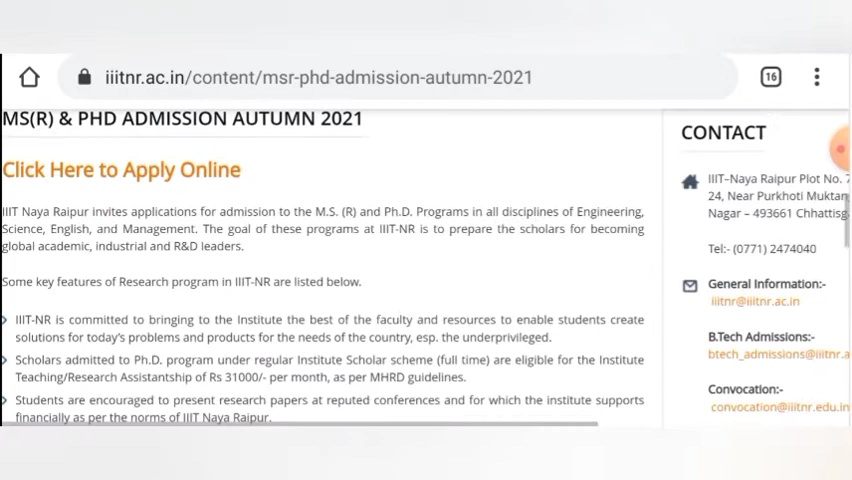 iiitnr.ac.in/content/msr-phd-admission-autumn-2021
16
MS(R) & PHD ADMISSION AUTUMN 2021
Click Here to Apply Online
IIIT Naya Raipur invites applications for admission to the M.S. (R) and Ph.D. Programs in all disciplines of Engineering,
Science, English, and Management. The goal of these programs at IIIT-NR is to prepare the scholars for becoming
global academic, industrial and R&D leaders.
Some key features of Research program in IIIT-NR are listed below.
IIIT-NR is committed to bringing to the Institute the best of the faculty and resources to enable students create
solutions for today's problems and products for the needs of the country, esp. the underprivileged.
Scholars admitted to Ph.D. program under regular Institute Scholar scheme (full time) are eligible for the Institute
Teaching/Research Assistantship of Rs 31000/- per month, as per MHRD guidelines.
Students are encouraged to present research papers at reputed conferences and for which the institute supports
financially as per the norms of IIIT Naya Raipur.
CONTACT
IIIT–Naya Raipur Plot No. 7
24, Near Purkhoti Muktan
Nagar – 493661 Chhattisg
Tel:- (0771) 2474040
General Information:-
iiitnr@iiitnr.ac.in
B.Tech Admissions:-
btech_admissions@iiitnr.a
Convocation:-
convocation@iiitnr.edu.in